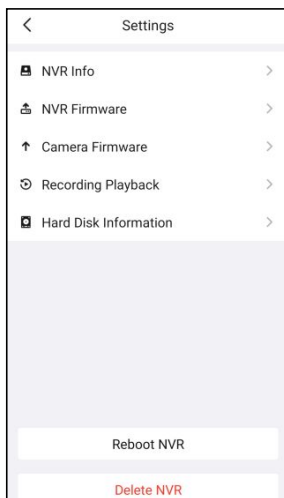 Settings
NVR Info
NVR Firmware
Camera Firmware
Recording Playback
Hard Disk Information
Reboot NVR
Delete NVR